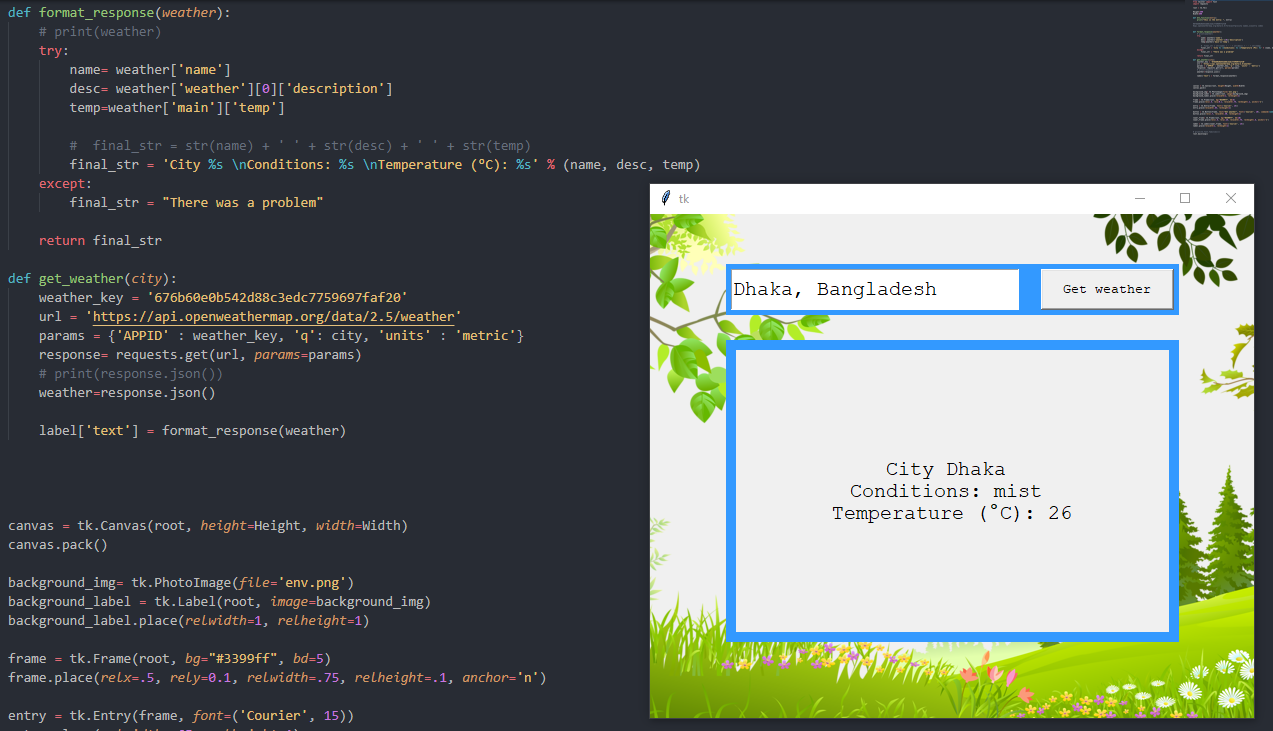 def format_response(weather):
    # print(weather)
    try:
        name= weather['name']
        desc= weather['weather'][0]['description']
        temp=weather['main']['temp']
        #  final_str = str(name) + ' ' + str(desc) + ' ' + str(temp)
        final_str = 'City %s \nConditions: %s \nTemperature (°C): %s' % (name, desc, temp)
    except:
        final_str = "There was a problem"
    return final_str
def get_weather(city):
    weather_key = '676b60e0b542d88c3edc7759697faf20'
    url = 'https://api.openweathermap.org/data/2.5/weather'
    params = {'APPID' : weather_key, 'q': city, 'units' : 'metric'}
    response= requests.get(url, params=params)
    # print(response.json())
    weather=response.json()
    label['text'] = format_response(weather)
canvas = tk.Canvas(root, height=Height, width=Width)
canvas.pack()
background_img= tk.PhotoImage(file='env.png')
background_label = tk.Label(root, image=background_img)
background_label.place(relwidth=1, relheight=1)
frame = tk.Frame(root, bg="#3399ff", bd=5)
frame.place(relx=.5, rely=0.1, relwidth=.75, relheight=.1, anchor='n')
entry = tk.Entry(frame, font=('Courier', 15))
tk
Dhaka, Bangladesh
Get weather
City Dhaka
Conditions: mist
Temperature (°C): 26